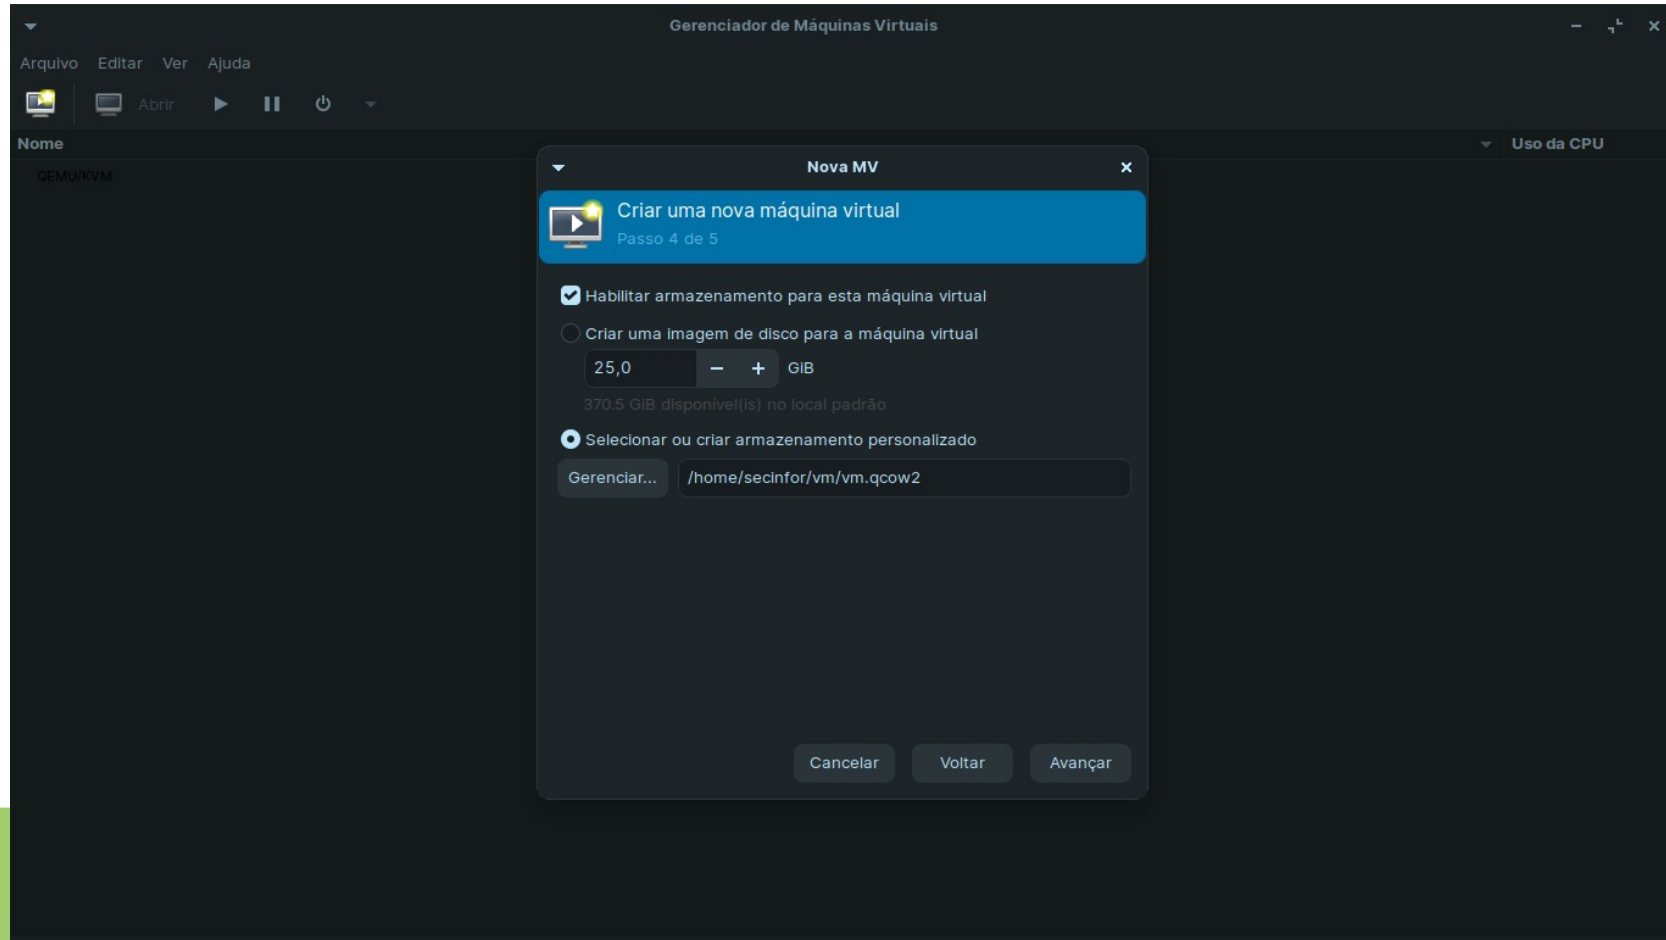 Gerenciador de Máquinas Virtuais
Arquivo Editar Ver Ajuda
Abrir
Nome Uso da CPU
QEMU/KVM
Nova MV
Criar uma nova máquina virtual
Passo 4 de 5
Habilitar armazenamento para esta máquina virtual
Criar uma imagem de disco para a máquina virtual
25,0 − + GiB
370.5 GiB disponível(is) no local padrão
Selecionar ou criar armazenamento personalizado
Gerenciar... /home/secinfor/vm/vm.qcow2
Cancelar Voltar Avançar